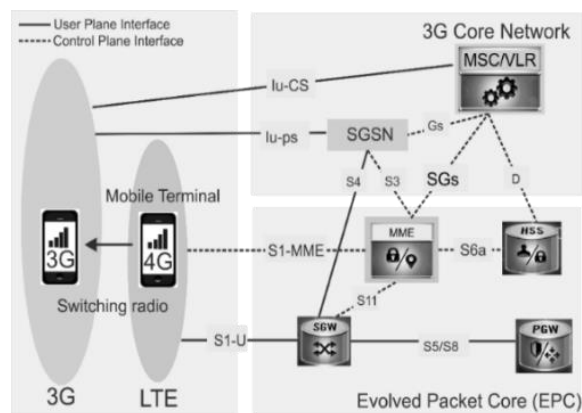 User Plane Interface
Control Plane Interface
3G Core Network
MSC/VLR
Iu-CS
Iu-ps
SGSN
Gs
S4
S3
SGs
D
Mobile Terminal
3G
4G
Switching radio
S1-MME
MME
S6a
HSS
S11
S1-U
SGW
S5/S8
PGW
3G
LTE
Evolved Packet Core (EPC)